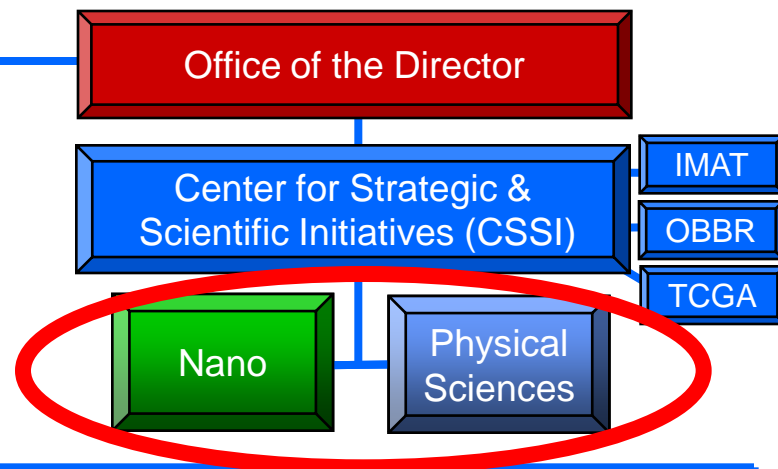 Office of the Director
Center for Strategic &
Scientific Initiatives (CSSI)
IMAT
OBBR
TCGA
Nano
Physical
Sciences